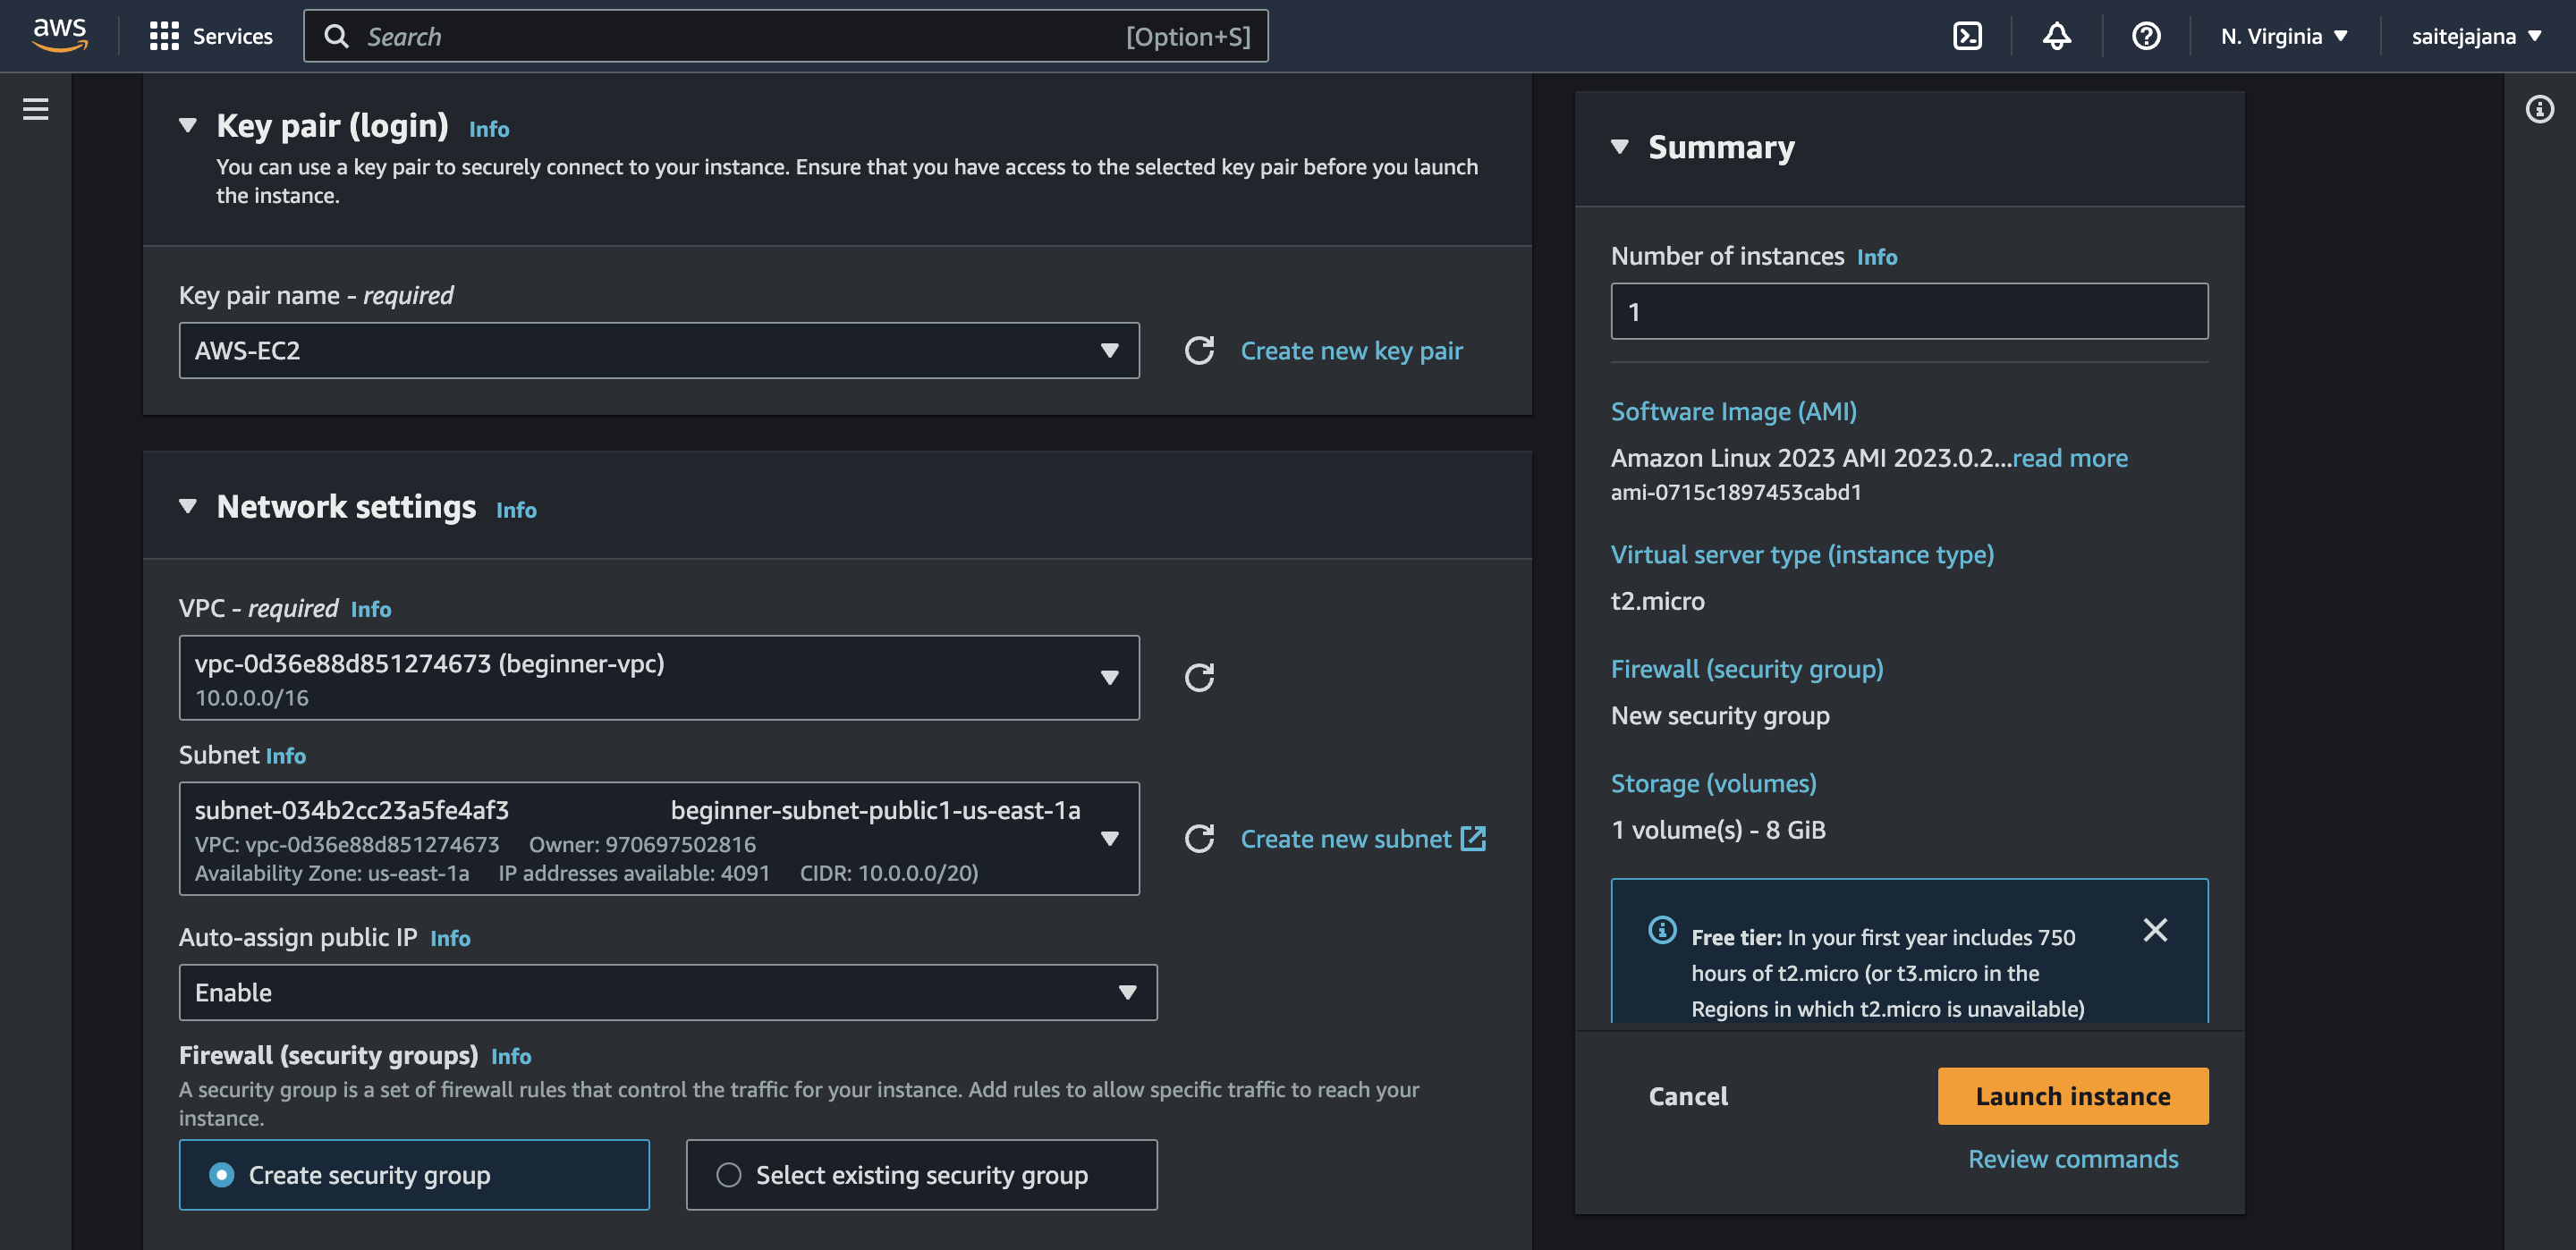 aws
Services
Search
[Option+S]
N. Virginia
saitejajana
Key pair (login) Info
You can use a key pair to securely connect to your instance. Ensure that you have access to the selected key pair before you launch
the instance.
Key pair name - required
AWS-EC2
Create new key pair
Network settings Info
VPC - required Info
vpc-0d36e88d851274673 (beginner-vpc)
10.0.0.0/16
Subnet Info
subnet-034b2cc23a5fe4af3 beginner-subnet-public1-us-east-1a
VPC: vpc-0d36e88d851274673 Owner: 970697502816
Availability Zone: us-east-1a IP addresses available: 4091 CIDR: 10.0.0.0/20)
Create new subnet
Auto-assign public IP Info
Enable
Firewall (security groups) Info
A security group is a set of firewall rules that control the traffic for your instance. Add rules to allow specific traffic to reach your
instance.
Create security group
Select existing security group
Summary
Number of instances Info
1
Software Image (AMI)
Amazon Linux 2023 AMI 2023.0.2...read more
ami-0715c1897453cabd1
Virtual server type (instance type)
t2.micro
Firewall (security group)
New security group
Storage (volumes)
1 volume(s) - 8 GiB
Free tier: In your first year includes 750
hours of t2.micro (or t3.micro in the
Regions in which t2.micro is unavailable)
Cancel
Launch instance
Review commands